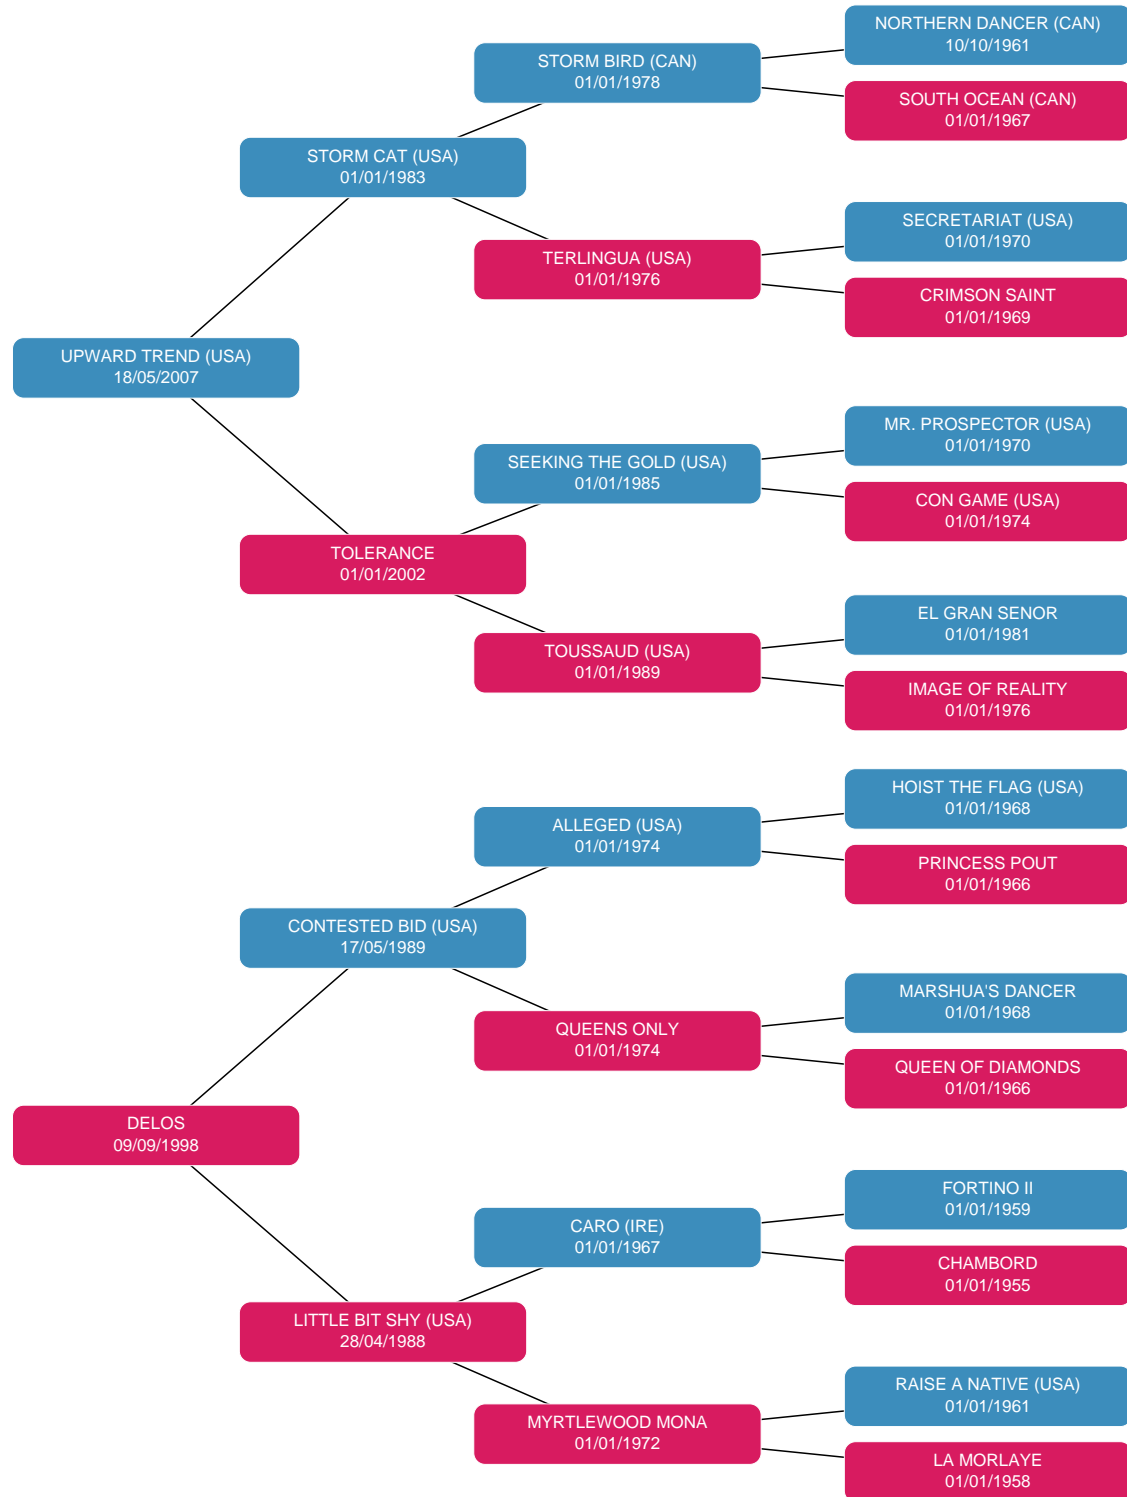 NORTHERN DANCER (CAN)
10/10/1961
STORM BIRD (CAN)
01/01/1978
SOUTH OCEAN (CAN)
01/01/1967
STORM CAT (USA)
01/01/1983
SECRETARIAT (USA)
01/01/1970
TERLINGUA (USA)
01/01/1976
CRIMSON SAINT
01/01/1969
UPWARD TREND (USA)
18/05/2007
MR. PROSPECTOR (USA)
01/01/1970
SEEKING THE GOLD (USA)
01/01/1985
CON GAME (USA)
01/01/1974
TOLERANCE
01/01/2002
EL GRAN SENOR
01/01/1981
TOUSSAUD (USA)
01/01/1989
IMAGE OF REALITY
01/01/1976
HOIST THE FLAG (USA)
01/01/1968
ALLEGED (USA)
01/01/1974
PRINCESS POUT
01/01/1966
CONTESTED BID (USA)
17/05/1989
MARSHUA'S DANCER
01/01/1968
QUEENS ONLY
01/01/1974
QUEEN OF DIAMONDS
01/01/1966
DELOS
09/09/1998
FORTINO II
01/01/1959
CARO (IRE)
01/01/1967
CHAMBORD
01/01/1955
LITTLE BIT SHY (USA)
28/04/1988
RAISE A NATIVE (USA)
01/01/1961
MYRTLEWOOD MONA
01/01/1972
LA MORLAYE
01/01/1958